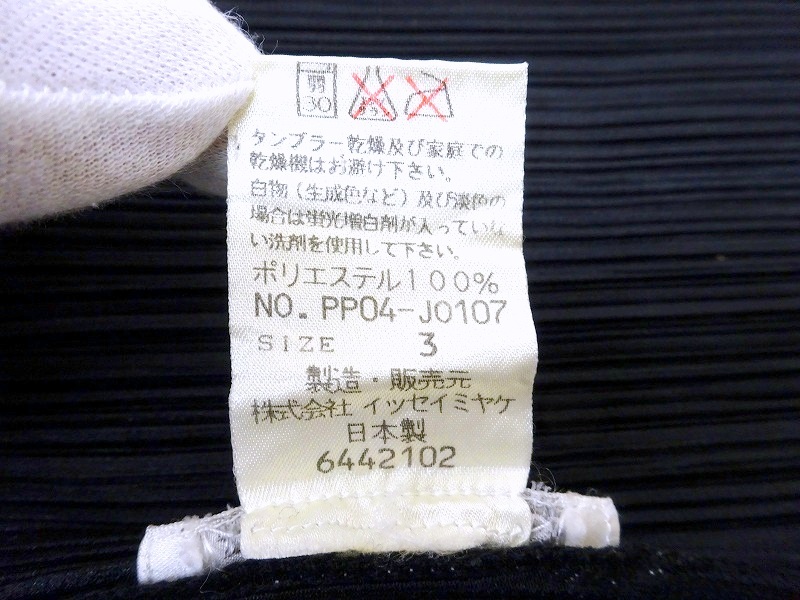 弱
30
タンブラー乾燥及び家庭での
乾燥機はお避け下さい。
白物(生成色など)及び淡色の
場合は蛍光増白剤が入っていな
い洗剤を使用して下さい。
ポリエステル100%
NO. PP04-J0107
SIZE 3
製造・販売元
株式会社 イッセイミヤケ
日本製
6442102